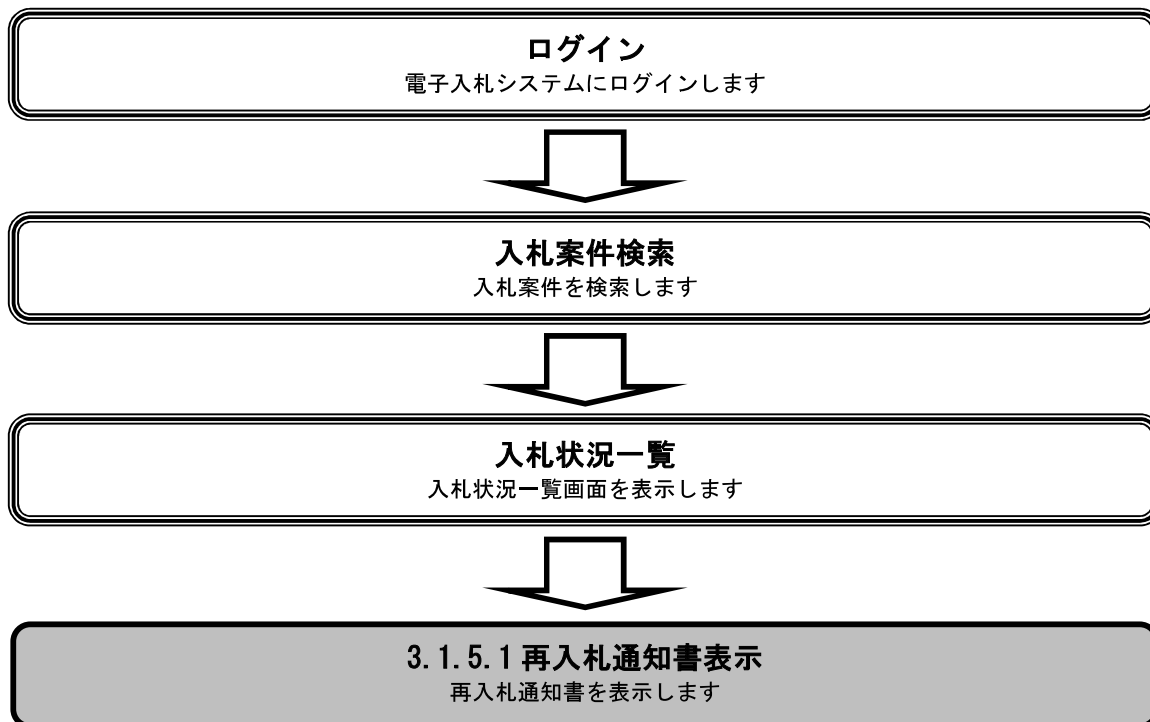 ログイン
電子入札システムにログインします
入札案件検索
入札案件を検索します
入札状況一覧
入札状況一覧画面を表示します
3.1.5.1再入札通知書表示
再入札通知書を表示します